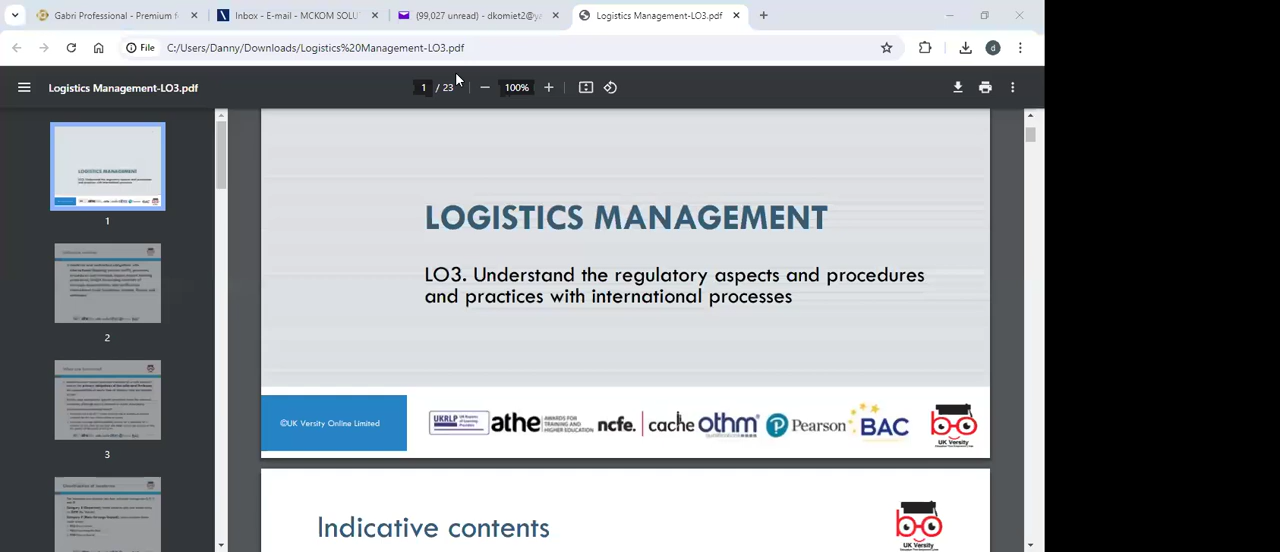 Gabri Professional - Premium f
Inbox - E-mail - MCKOM SOLU
(99,027 unread) - dkomiet2@ya
Logistics Management-LO3.pdf
File
C:/Users/Danny/Downloads/Logistics%20Management-LO3.pdf
d
Logistics Management-LO3.pdf
1 / 23
100%
LOGISTICS MANAGEMENT
1
2
3
LOGISTICS MANAGEMENT
LO3. Understand the regulatory aspects and procedures
and practices with international processes
©UK Versity Online Limited
UKRLP
athe AWARDS FOR TRAINING AND HIGHER EDUCATION
ncfe.
cache
othm
Pearson
BAC
UK Versity
Indicative contents
UK Versity